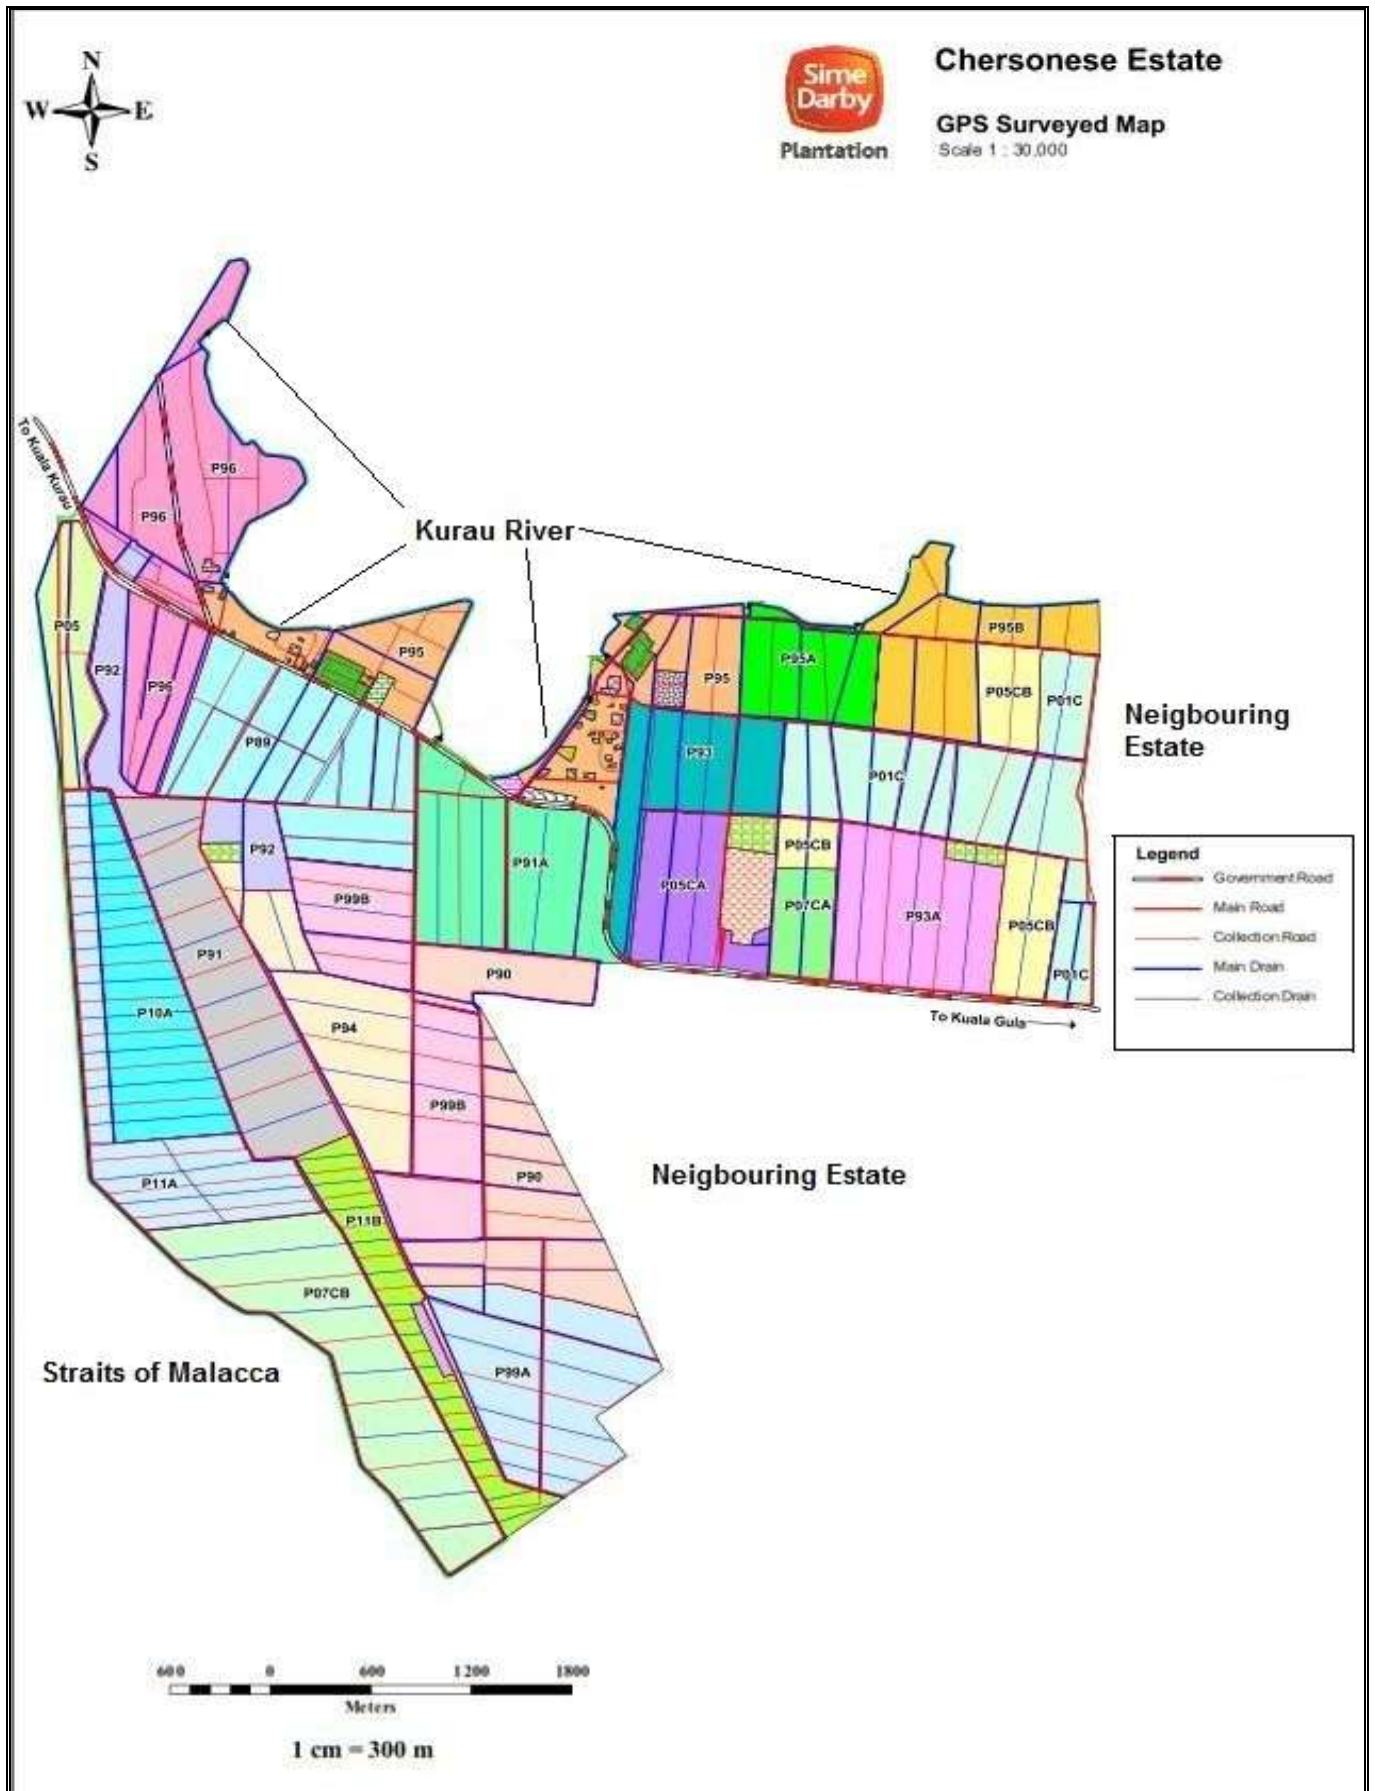 N
W E
S
Sime
Darby
Plantation
Chersonese Estate
GPS Surveyed Map
Scale 1 : 30,000
To Kuala Kurau
P96
P96
Kurau River
P05
P92
P96
P95
P89
P95
P95A
P95B
P05CB
P01C
Neigbouring
Estate
P93
P01C
P92
P99B
P91A
P05CA
P05CB
P07CA
P93A
P05CB
P01C
Legend
Government Road
Main Road
Collection Road
Main Drain
Collection Drain
P91
P90
P10A
P94
To Kuala Gula
P99B
P11A
P90
Neigbouring Estate
P11B
P07CB
Straits of Malacca
P99A
600 0 600 1200 1800
Meters
1 cm = 300 m